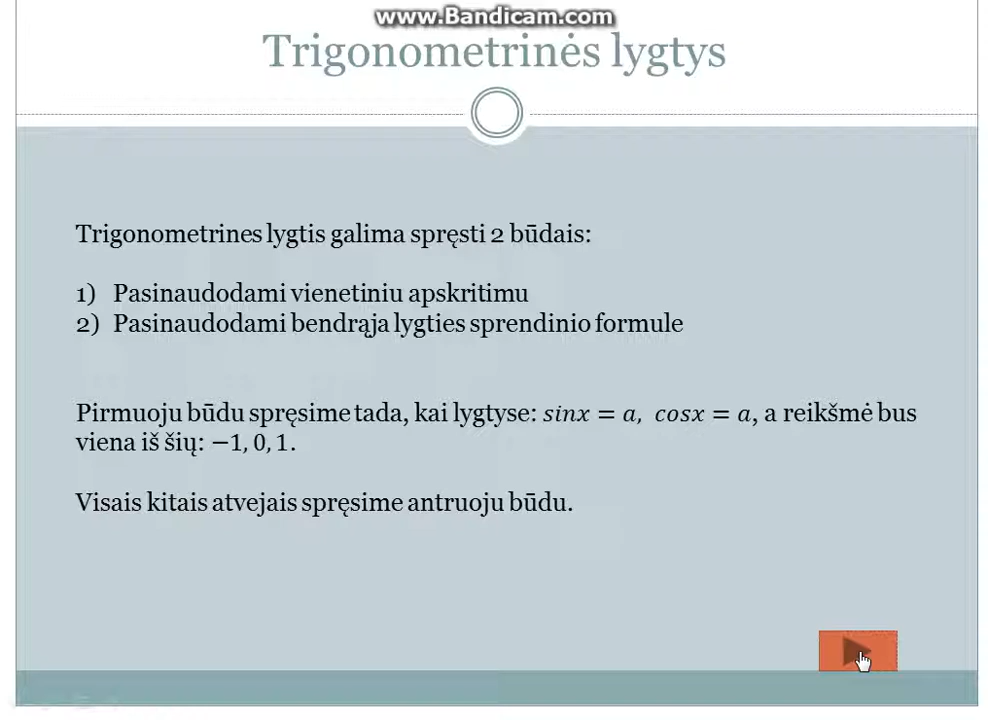 www.Bandicam.com
Trigonometrinės lygtys
Trigonometrines lygtis galima spręsti 2 būdais:
1) Pasinaudodami vienetiniu apskritimu
2) Pasinaudodami bendrąja lygties sprendinio formule
Pirmuoju būdu spręsime tada, kai lygtyse: sinx = a, cosx = a, a reikšmė bus
viena iš šių: −1, 0, 1.
Visais kitais atvejais spręsime antruoju būdu.